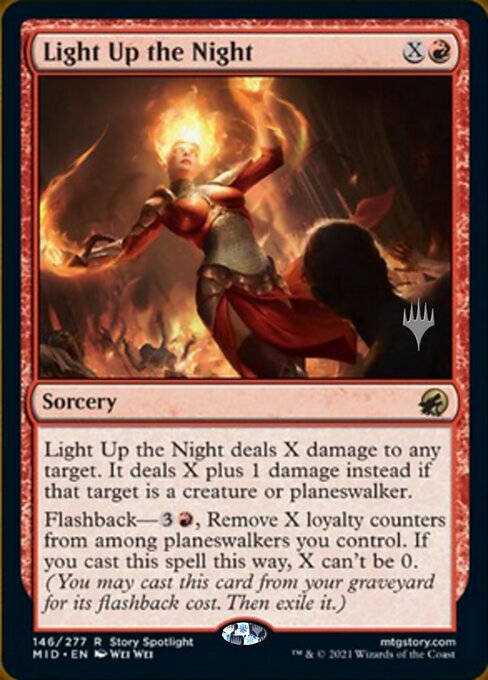 Light Up the Night X
Sorcery
Light Up the Night deals X damage to any
target. It deals X plus 1 damage instead if
that target is a creature or planeswalker.
Flashback—3, Remove X loyalty counters
from among planeswalkers you control. If
you cast this spell this way, X can't be 0.
(You may cast this card from your graveyard
for its flashback cost. Then exile it.)
146/277 R Story Spotlight mtgstory.com
MID • EN Wei Wei ™ & © 2021 Wizards of the Coast